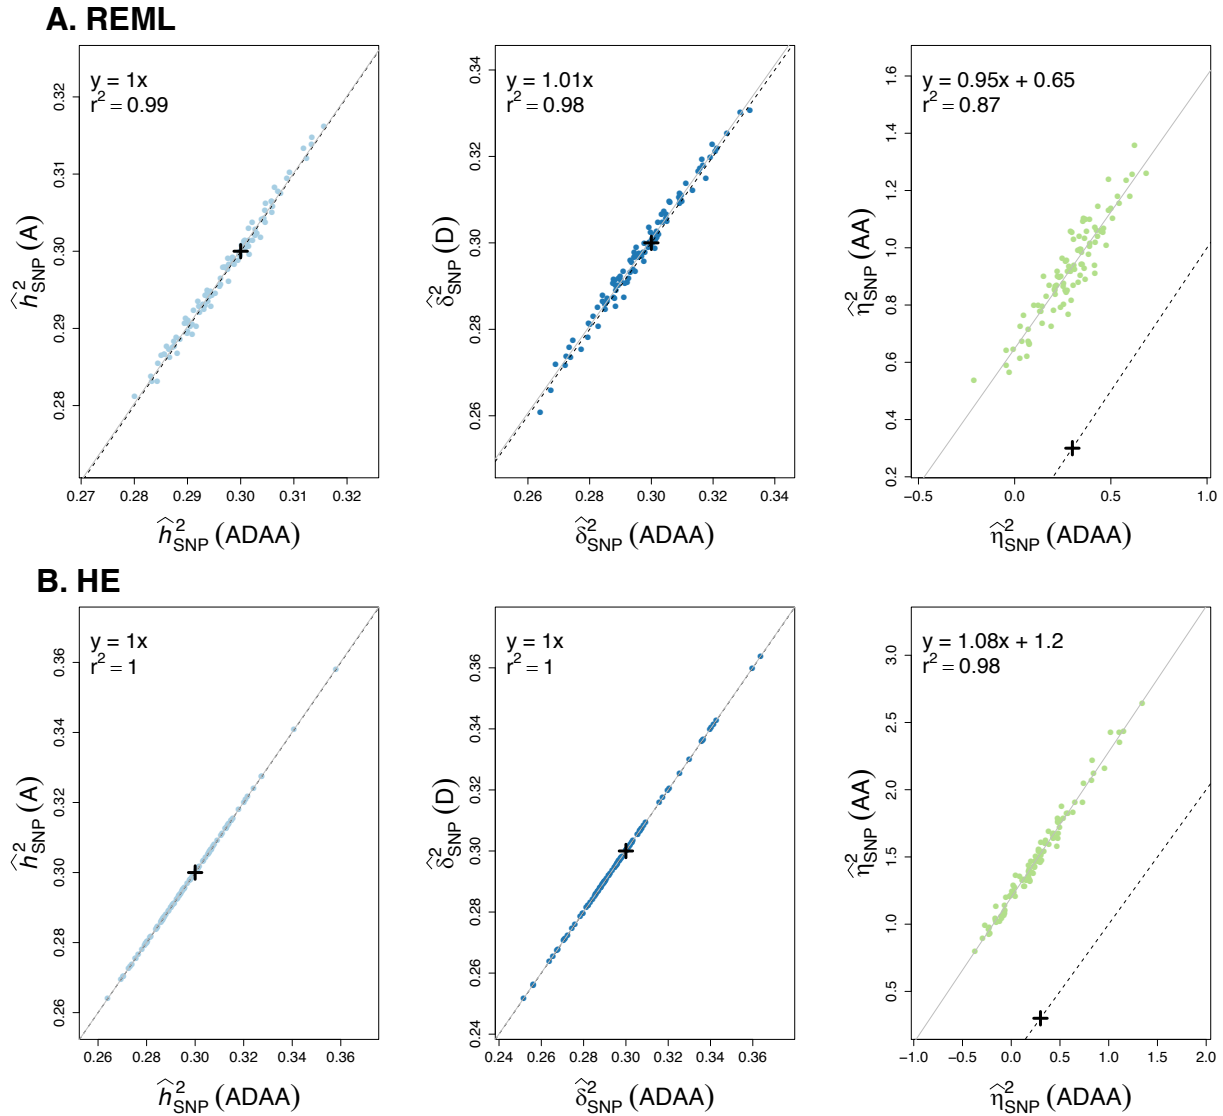 A. REML
y = 1x
r² = 0.99
0.28 0.29 0.30 0.31 0.32
ĥ²SNP (A)
0.27 0.28 0.29 0.30 0.31 0.32
ĥ²SNP (ADAA)
y = 1.01x
r² = 0.98
0.26 0.28 0.30 0.32 0.34
δ̂²SNP (D)
0.26 0.28 0.30 0.32 0.34
δ̂²SNP (ADAA)
y = 0.95x + 0.65
r² = 0.87
0.2 0.4 0.6 0.8 1.0 1.2 1.4 1.6
η̂²SNP (AA)
−0.5 0.0 0.5 1.0
η̂²SNP (ADAA)
B. HE
y = 1x
r² = 1
0.26 0.28 0.30 0.32 0.34 0.36
ĥ²SNP (A)
0.26 0.28 0.30 0.32 0.34 0.36
ĥ²SNP (ADAA)
y = 1x
r² = 1
0.24 0.26 0.28 0.30 0.32 0.34 0.36
δ̂²SNP (D)
0.24 0.26 0.28 0.30 0.32 0.34 0.36
δ̂²SNP (ADAA)
y = 1.08x + 1.2
r² = 0.98
0.5 1.0 1.5 2.0 2.5 3.0
η̂²SNP (AA)
−1.0 −0.5 0.0 0.5 1.0 1.5 2.0
η̂²SNP (ADAA)